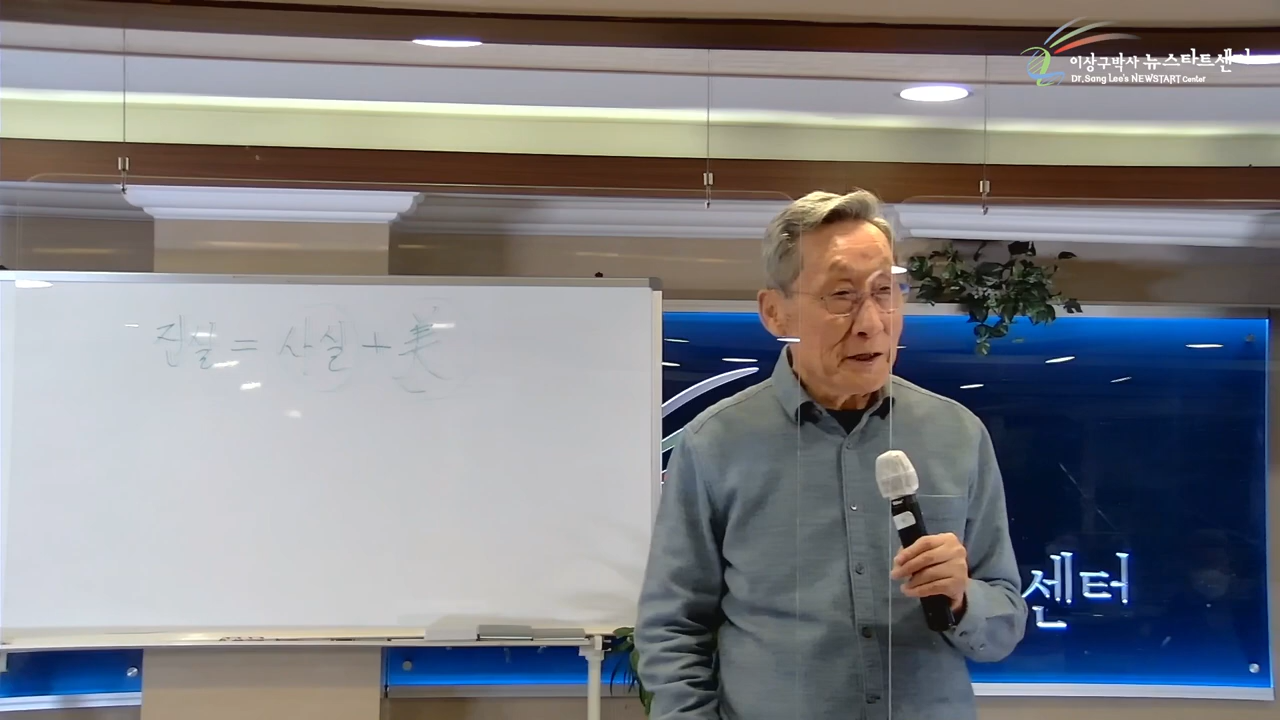 이상구박사 뉴스타트센터
Dr. Sang Lee's NEWSTART Center
진실 = 사실 + 美
센터